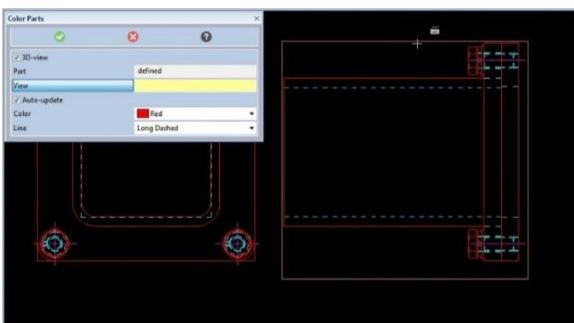 Color Parts
3D-view
Part defined
View
Auto-update
Color Red
Line Long Dashed